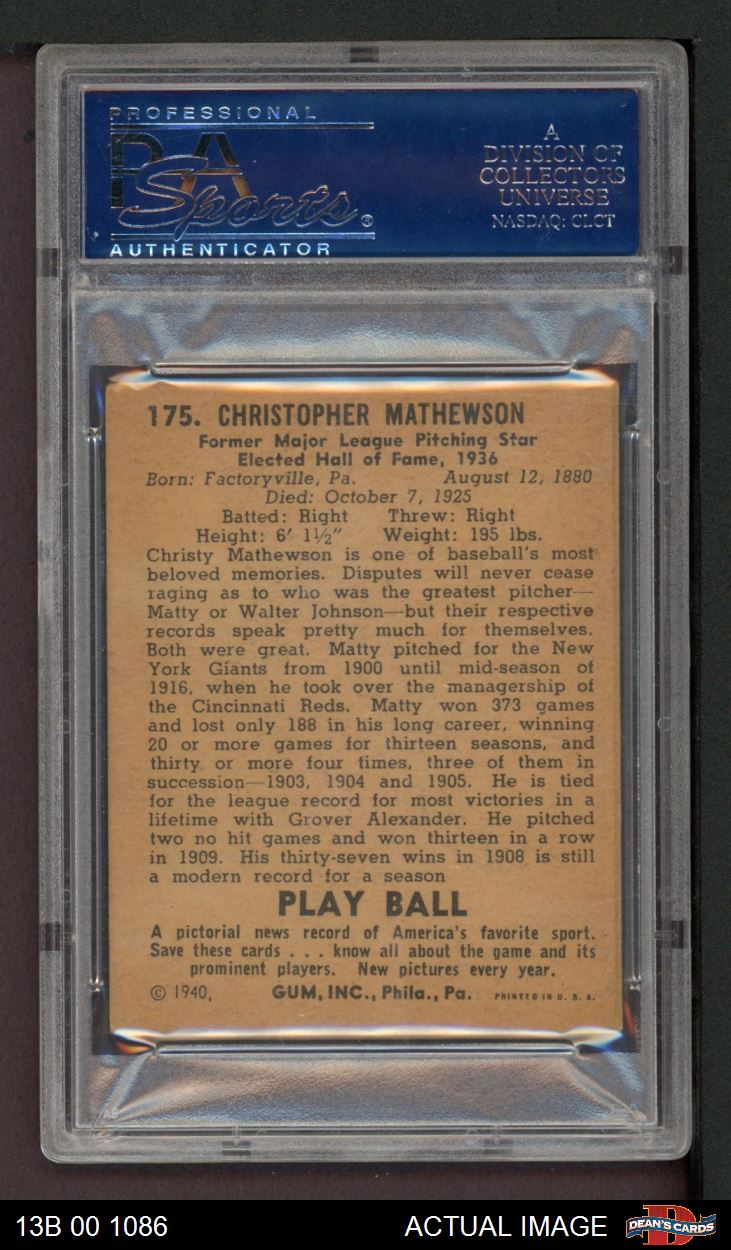 PROFESSIONAL
PSA
Sports®
AUTHENTICATOR
A
DIVISION OF
COLLECTORS
UNIVERSE
NASDAQ: CLCT
175. CHRISTOPHER MATHEWSON
Former Major League Pitching Star
Elected Hall of Fame, 1936
Born: Factoryville, Pa. August 12, 1880
Died: October 7, 1925
Batted: Right Threw: Right
Height: 6' 1½" Weight: 195 lbs.
Christy Mathewson is one of baseball's most
beloved memories. Disputes will never cease
raging as to who was the greatest pitcher—
Matty or Walter Johnson—but their respective
records speak pretty much for themselves.
Both were great. Matty pitched for the New
York Giants from 1900 until mid-season of
1916, when he took over the managership of
the Cincinnati Reds. Matty won 373 games
and lost only 188 in his long career, winning
20 or more games for thirteen seasons, and
thirty or more four times, three of them in
succession—1903, 1904 and 1905. He is tied
for the league record for most victories in a
lifetime with Grover Alexander. He pitched
two no hit games and won thirteen in a row
in 1909. His thirty-seven wins in 1908 is still
a modern record for a season
PLAY BALL
A pictorial news record of America's favorite sport.
Save these cards . . . know all about the game and its
prominent players. New pictures every year.
© 1940, GUM, INC., Phila., Pa. PRINTED IN U. S. A.
13B 00 1086 ACTUAL IMAGE DEAN'S CARDS